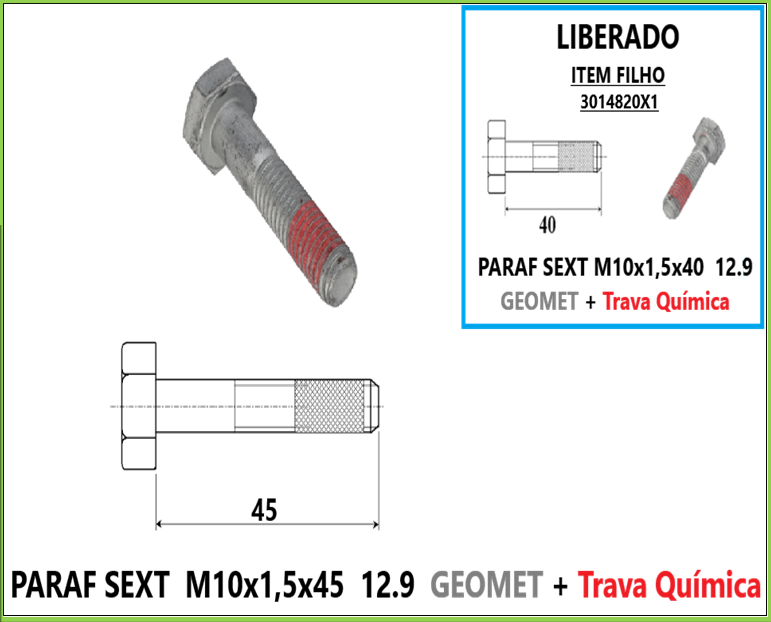 LIBERADO
ITEM FILHO
3014820X1
40
PARAF SEXT M10x1,5x40 12.9
GEOMET + Trava Química
45
PARAF SEXT M10x1,5x45 12.9 GEOMET + Trava Química